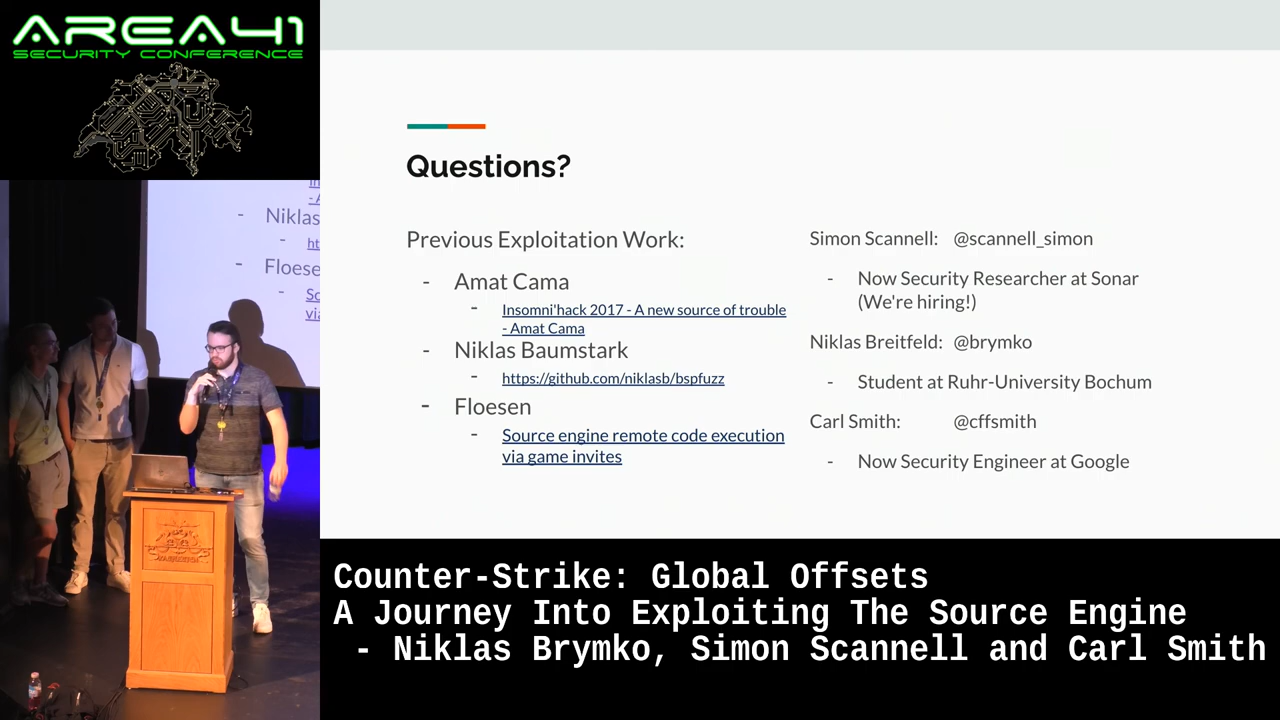 AREA41
SECURITY CONFERENCE
Niklas
ht
Floese
So
via
Questions?
Previous Exploitation Work:
- Amat Cama
- Insomni'hack 2017 - A new source of trouble
- Amat Cama
- Niklas Baumstark
- https://github.com/niklasb/bspfuzz
- Floesen
- Source engine remote code execution
via game invites
Simon Scannell: @scannell_simon
- Now Security Researcher at Sonar
(We're hiring!)
Niklas Breitfeld: @brymko
- Student at Ruhr-University Bochum
Carl Smith: @cffsmith
- Now Security Engineer at Google
Counter-Strike: Global Offsets
A Journey Into Exploiting The Source Engine
- Niklas Brymko, Simon Scannell and Carl Smith